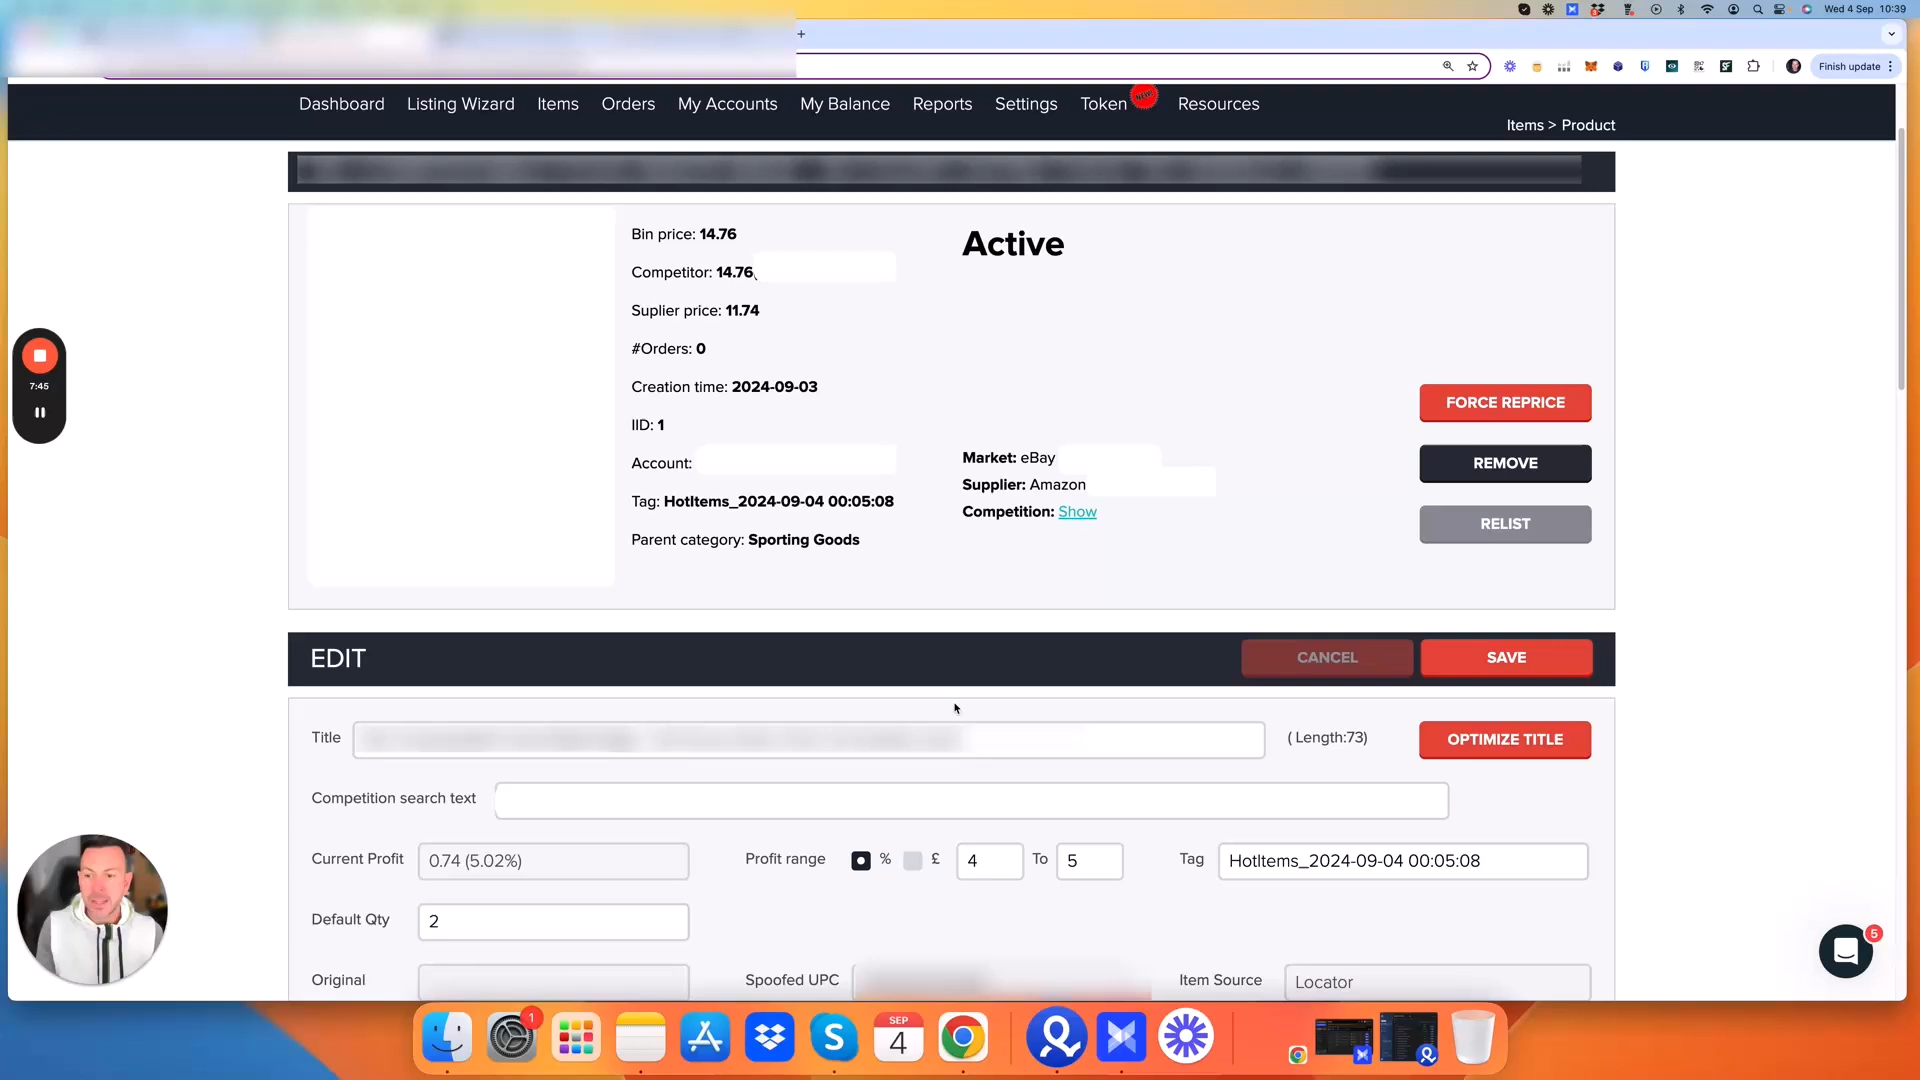 Wed 4 Sep 10:39
Finish update
Dashboard Listing Wizard Items Orders My Accounts My Balance Reports Settings Token NEW! Resources
Items > Product
Bin price: 14.76
Competitor: 14.76
Suplier price: 11.74
#Orders: 0
Creation time: 2024-09-03
IID: 1
Account:
Tag: HotItems_2024-09-04 00:05:08
Parent category: Sporting Goods
Active
Market: eBay
Supplier: Amazon
Competition: Show
FORCE REPRICE
REMOVE
RELIST
7:45
EDIT
CANCEL
SAVE
Title
( Length:73)
OPTIMIZE TITLE
Competition search text
Current Profit 0.74 (5.02%)
Profit range % £ 4 To 5
Tag HotItems_2024-09-04 00:05:08
Default Qty 2
Original
Spoofed UPC
Item Source Locator
5
1
SEP
4